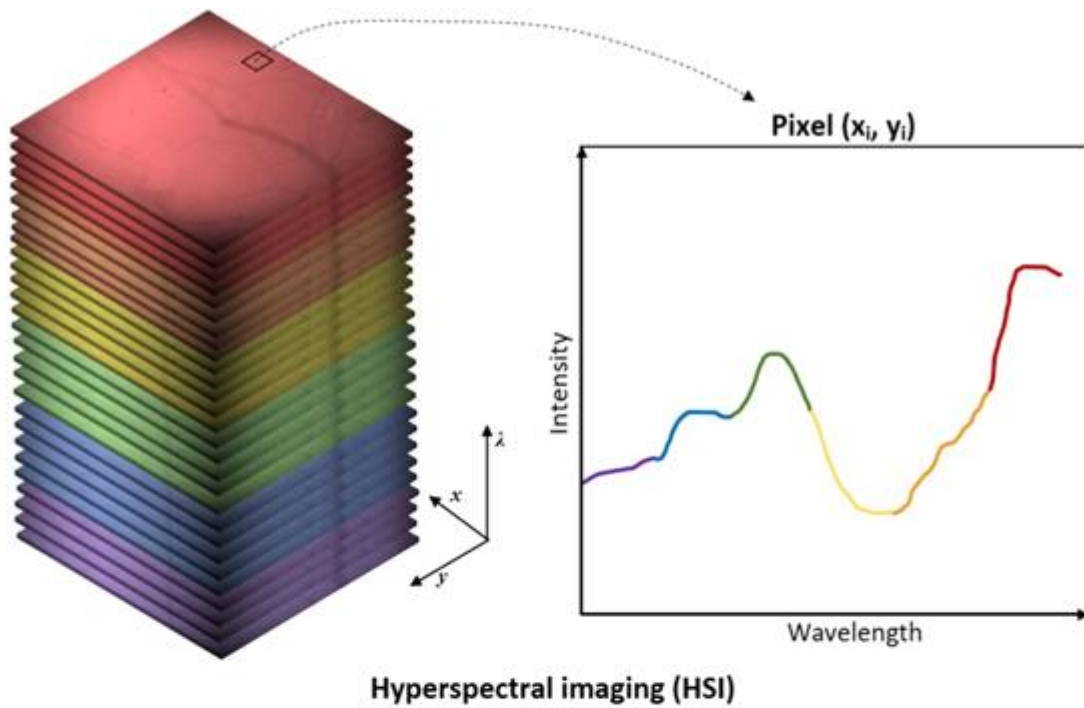 Pixel (xᵢ, yᵢ)
Intensity
λ
x
y
Wavelength
Hyperspectral imaging (HSI)